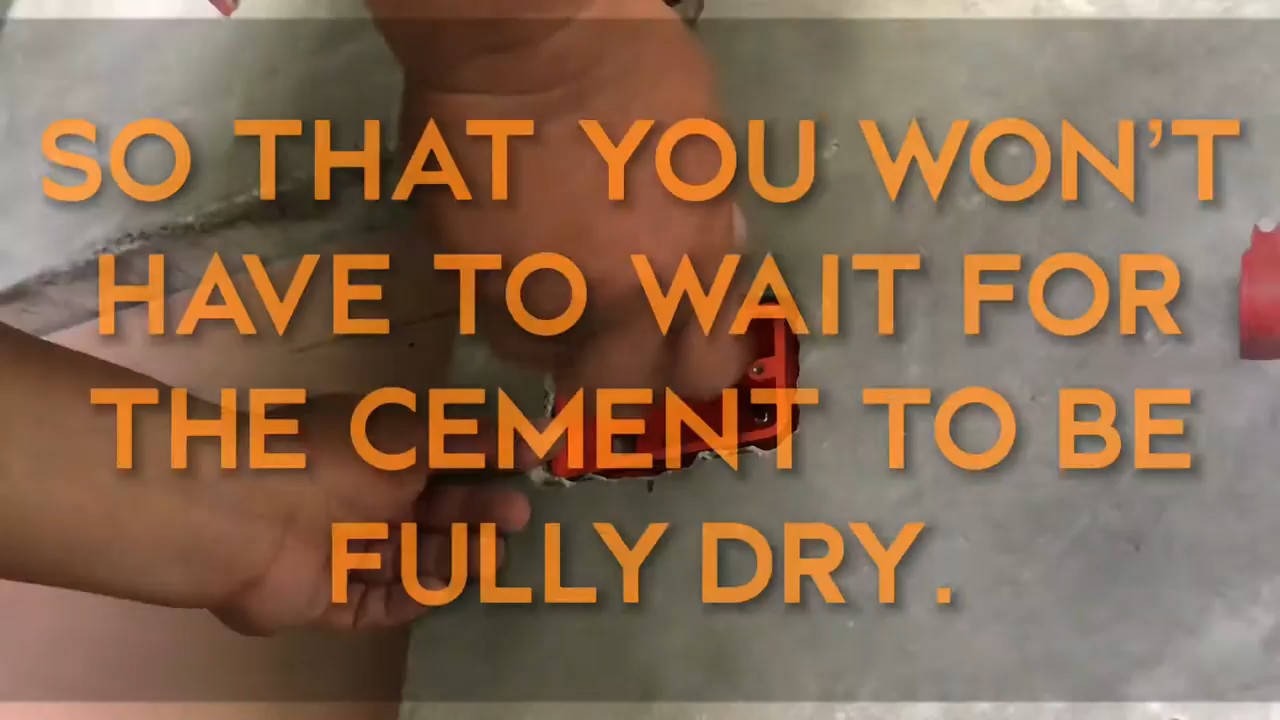 SO THAT YOU WON'T
HAVE TO WAIT FOR
THE CEMENT TO BE
FULLY DRY.